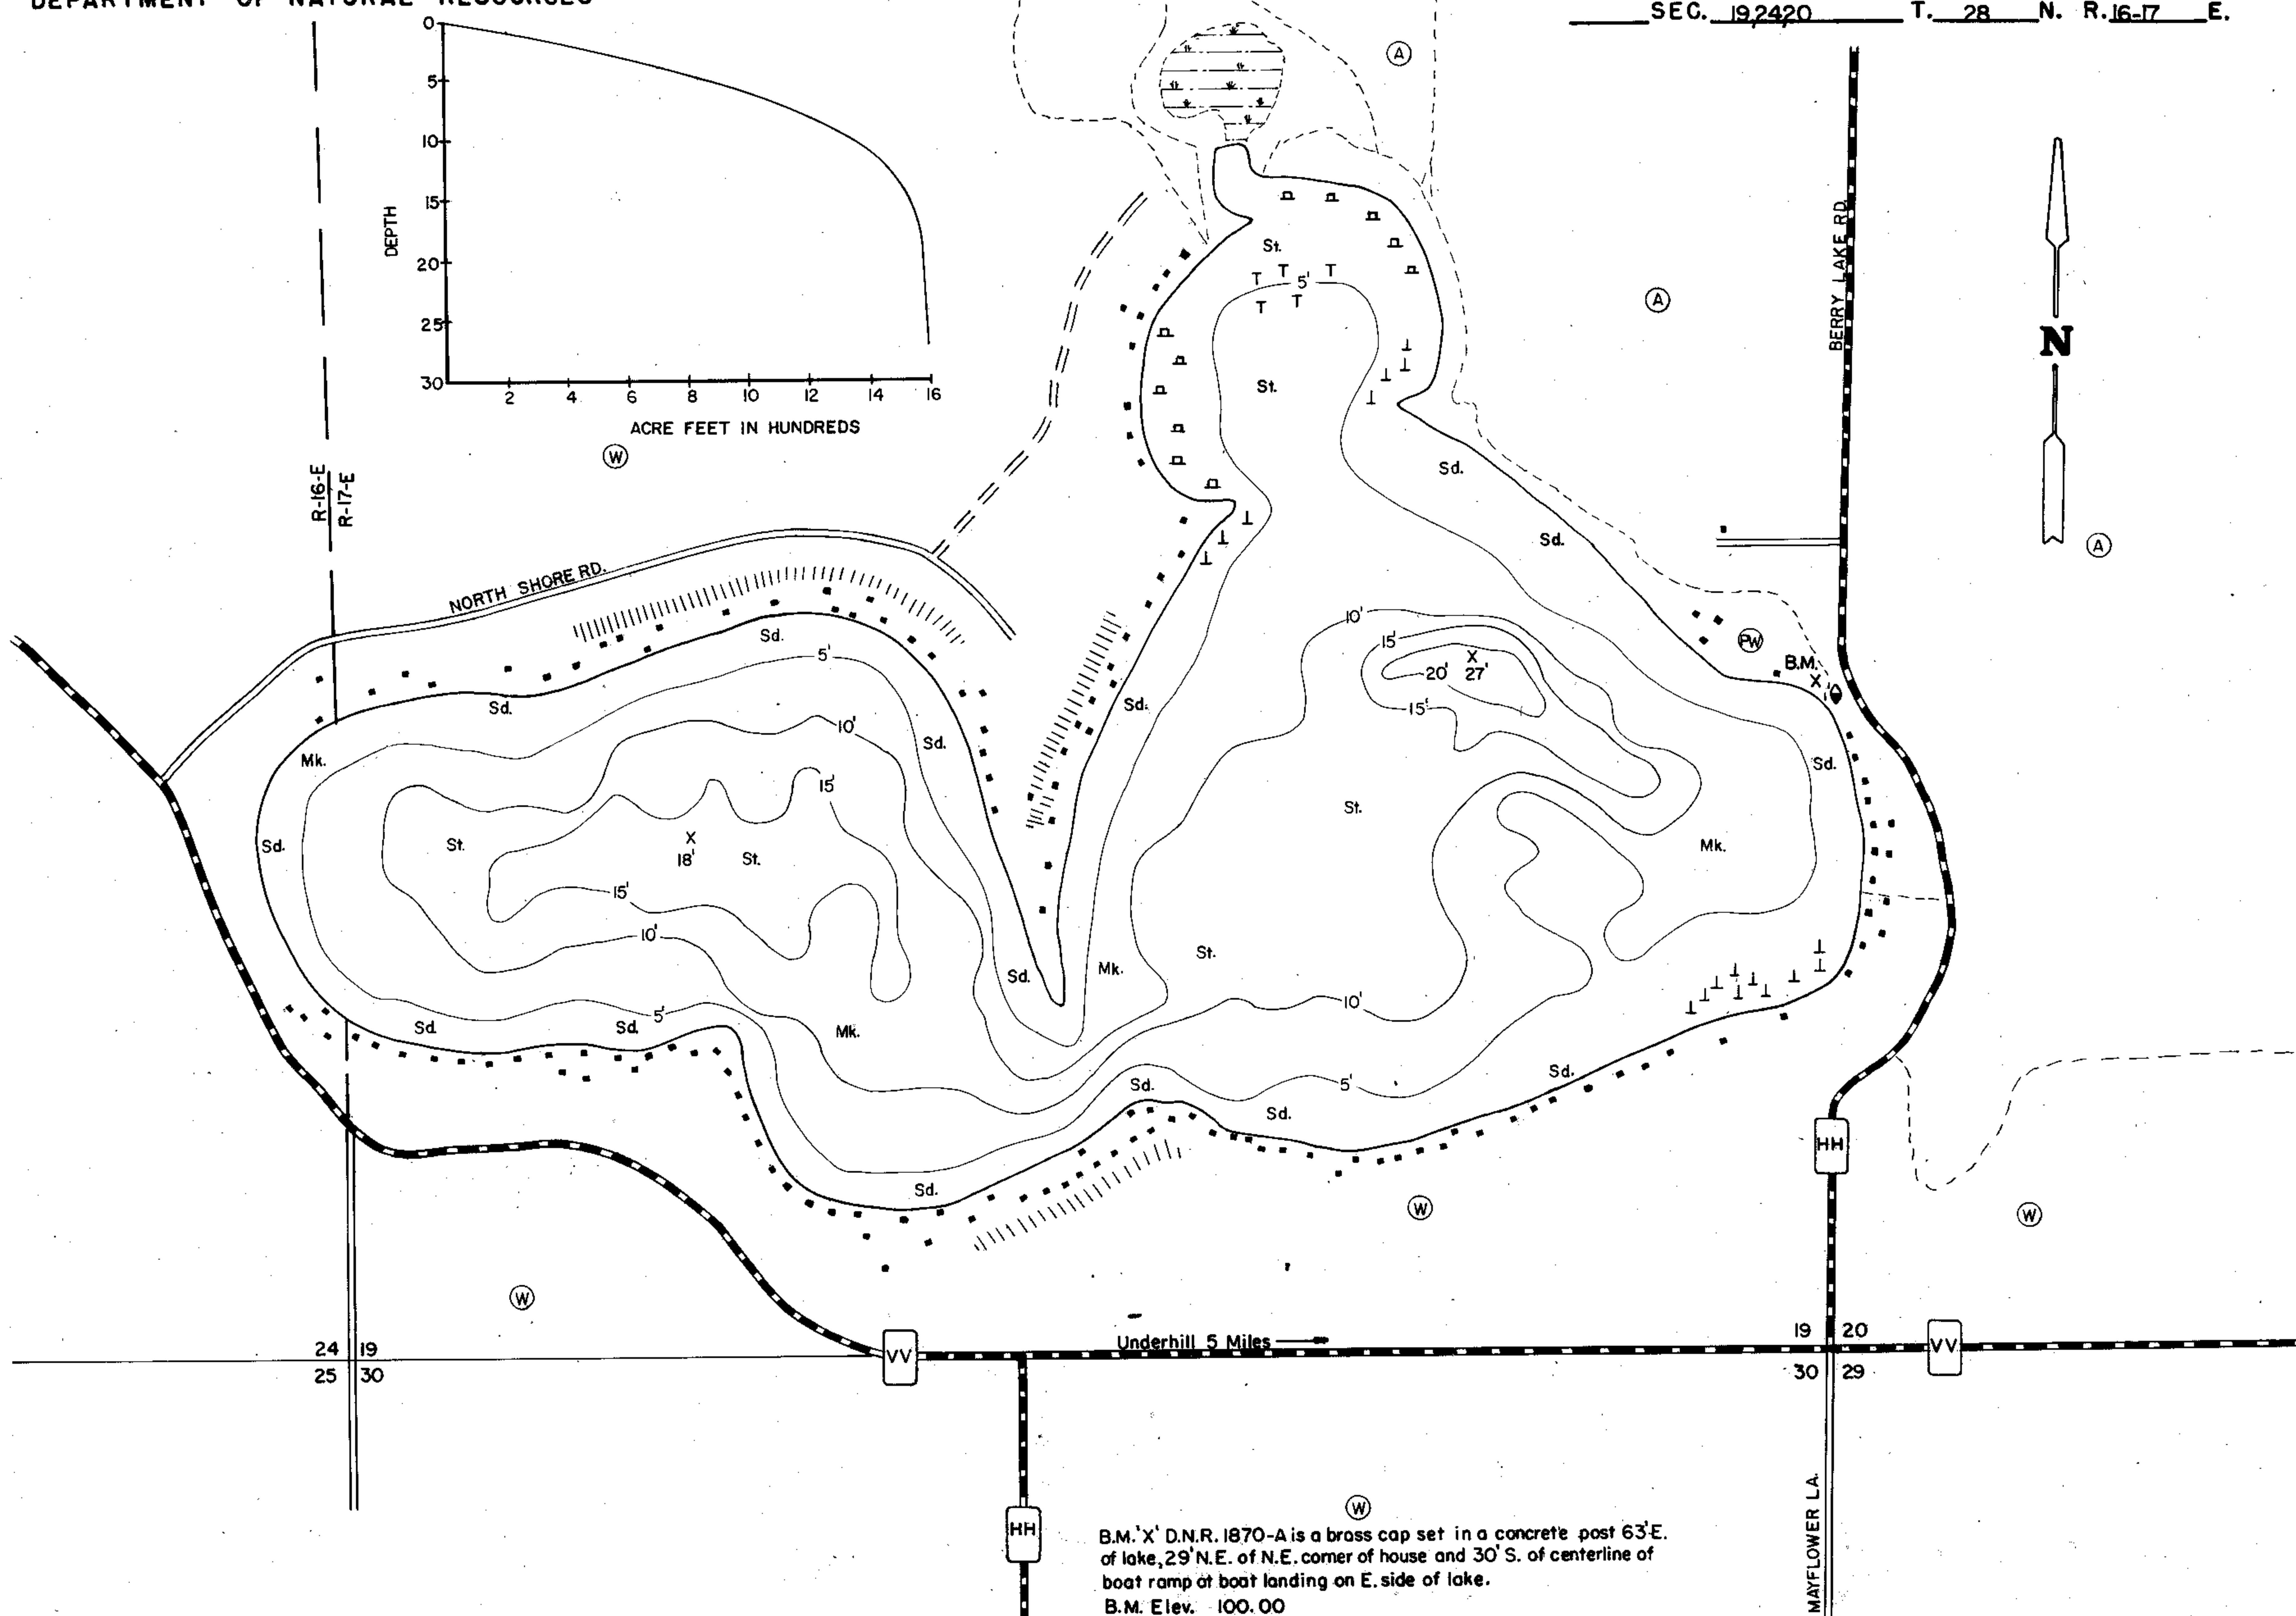 DEPARTMENT OF NATURAL RESOURCES
SEC. 19,24,20 T. 28 N. R. 16-17 E.
0
5
10
15
20
25
30
DEPTH
2 4 6 8 10 12 14 16
ACRE FEET IN HUNDREDS
W
A
A
A
N
BERRY LAKE RD.
R-16-E
R-17-E
NORTH SHORE RD.
St.
T T 5' T
T T
St.
Sd.
Sd.
PW
B.M.
X
10'
15'
X
20' 27'
15'
Sd.
5'
Sd.
Sd.
Sd.
10'
Sd.
Mk.
15'
Sd.
St.
X
18'
St.
St.
Mk.
15'
10'
St.
Sd.
Mk.
10'
5'
Sd.
Sd.
Mk.
Sd.
5'
Sd.
Sd.
Sd.
HH
W
W
W
24 19
25 30
VV
Underhill 5 Miles
19 20
30 29
VV
HH
MAYFLOWER LA.
W
B.M. 'X' D.N.R. 1870-A is a brass cap set in a concrete post 63'E.
of lake, 29' N.E. of N.E. corner of house and 30' S. of centerline of
boat ramp at boat landing on E. side of lake.
B.M. Elev. 100.00